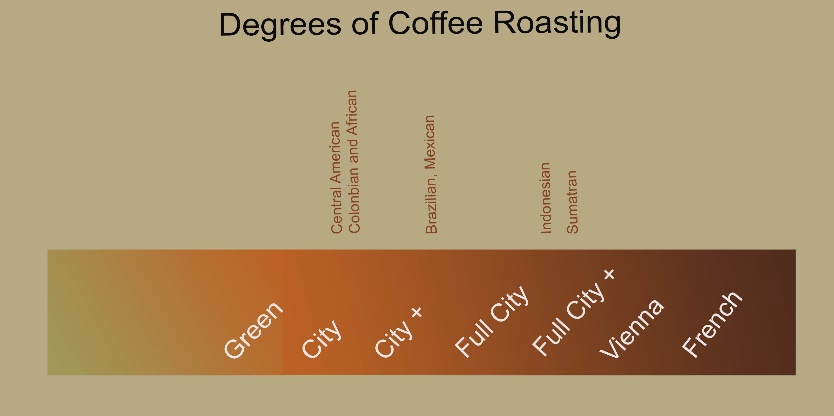 Degrees of Coffee Roasting
Central American
Colonbian and African
Brazilian, Mexican
Indonesian
Sumatran
Green
City
City +
Full City
Full City +
Vienna
French